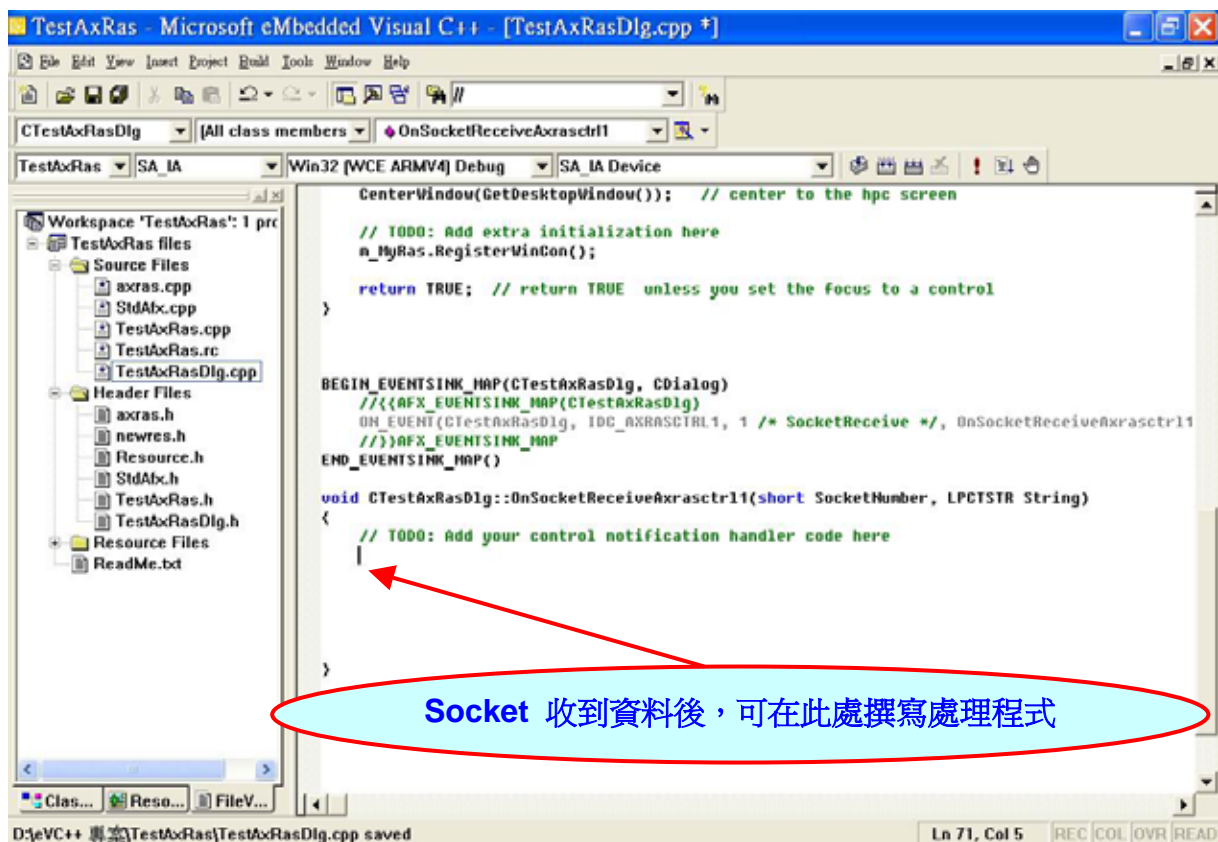 TestAxRas - Microsoft eMbedded Visual C++ - [TestAxRasDlg.cpp *]
File Edit View Insert Project Build Tools Window Help
//
CTestAxRasDlg [All class members OnSocketReceiveAxrasctrl1
TestAxRas SA_IA Win32 [WCE ARMV4] Debug SA_IA Device
Workspace 'TestAxRas': 1 prc
TestAxRas files
Source Files
axras.cpp
StdAfx.cpp
TestAxRas.cpp
TestAxRas.rc
TestAxRasDlg.cpp
Header Files
axras.h
newres.h
Resource.h
StdAfx.h
TestAxRas.h
TestAxRasDlg.h
Resource Files
ReadMe.txt
Clas... Reso... FileV...
CenterWindow(GetDesktopWindow()); // center to the hpc screen
// TODO: Add extra initialization here
m_MyRas.RegisterWinCon();
return TRUE; // return TRUE unless you set the focus to a control
}
BEGIN_EVENTSINK_MAP(CTestAxRasDlg, CDialog)
//{{AFX_EVENTSINK_MAP(CTestAxRasDlg)
ON_EVENT(CTestAxRasDlg, IDC_AXRASCTRL1, 1 /* SocketReceive */, OnSocketReceiveAxrasctrl1
//}}AFX_EVENTSINK_MAP
END_EVENTSINK_MAP()
void CTestAxRasDlg::OnSocketReceiveAxrasctrl1(short SocketNumber, LPCTSTR String)
{
// TODO: Add your control notification handler code here
}
Socket 收到資料後,可在此處撰寫處理程式
D:\eVC++ 專案\TestAxRas\TestAxRasDlg.cpp saved
Ln 71, Col 5 REC COL OVR READ